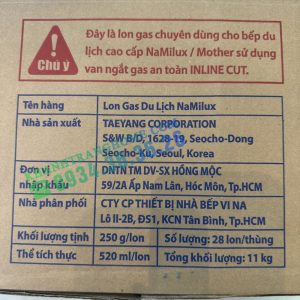 Đây là lon gas chuyên dùng cho bếp du
lịch cao cấp NaMilux / Mother sử dụng
van ngắt gas an toàn INLINE CUT.
Chú ý
Tên hàng Lon Gas Du Lịch NaMilux
Nhà sản xuất TAEYANG CORPORATION
S&W B/D, 1628-19, Seocho-Dong
Seocho-Ku, Seoul, Korea
Đơn vị DNTN TM DV-SX HỒNG MỘC
nhập khẩu 59/2A Ấp Nam Lân, Hóc Môn, Tp.HCM
Nhà phân phối CTY CP THIẾT BỊ NHÀ BẾP VI NA
Lô II-2B, ĐS1, KCN Tân Bình, Tp.HCM
Khối lượng tịnh 250 g/lon Số lượng: 28 lon/thùng
Thể tích thực 520 ml/lon Tổng khối lượng: 11 kg